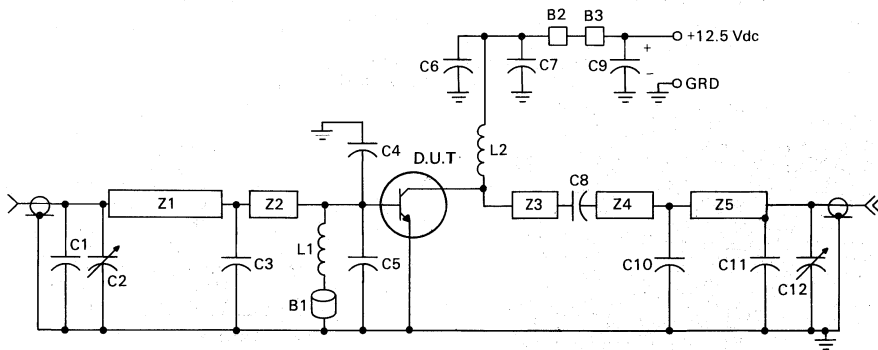 B2 B3
+12.5 Vdc
+
C6 C7 C9
–
GRD
C4
D.U.T
L2
C8
Z1 Z2 Z3 Z4 Z5
C1
L1
C2 C3 C5 C10 C11 C12
B1